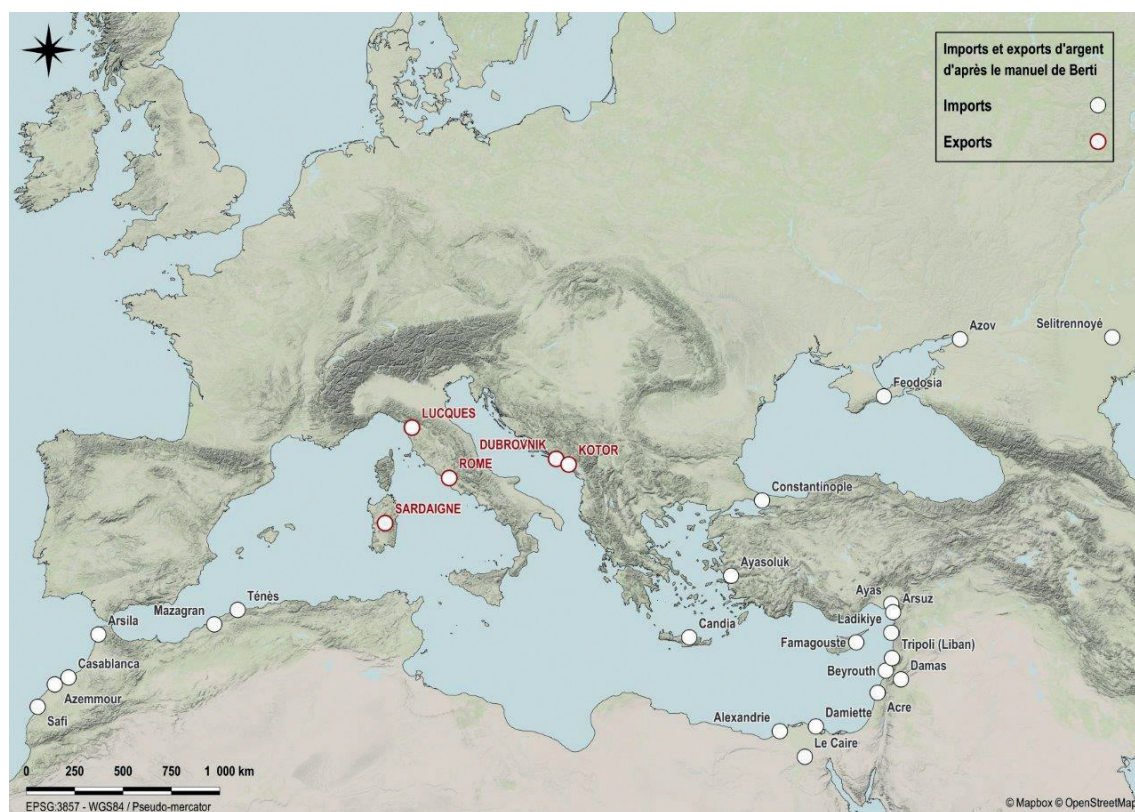 Imports et exports d'argent
d'après le manuel de Berti
Imports
Exports
Azov
Selitrennoyé
Feodosia
LUCQUES
DUBROVNIK
KOTOR
ROME
Constantinople
SARDAIGNE
Ayasoluk
Ténès
Mazagran
Ayas
Arsuz
Arsila
Ladikiye
Candia
Famagouste
Tripoli (Liban)
Casablanca
Beyrouth
Damas
Azemmour
Acre
Safi
Alexandrie
Damiette
Le Caire
0 250 500 750 1 000 km
EPSG:3857 - WGS84 / Pseudo-mercator
© Mapbox © OpenStreetMap